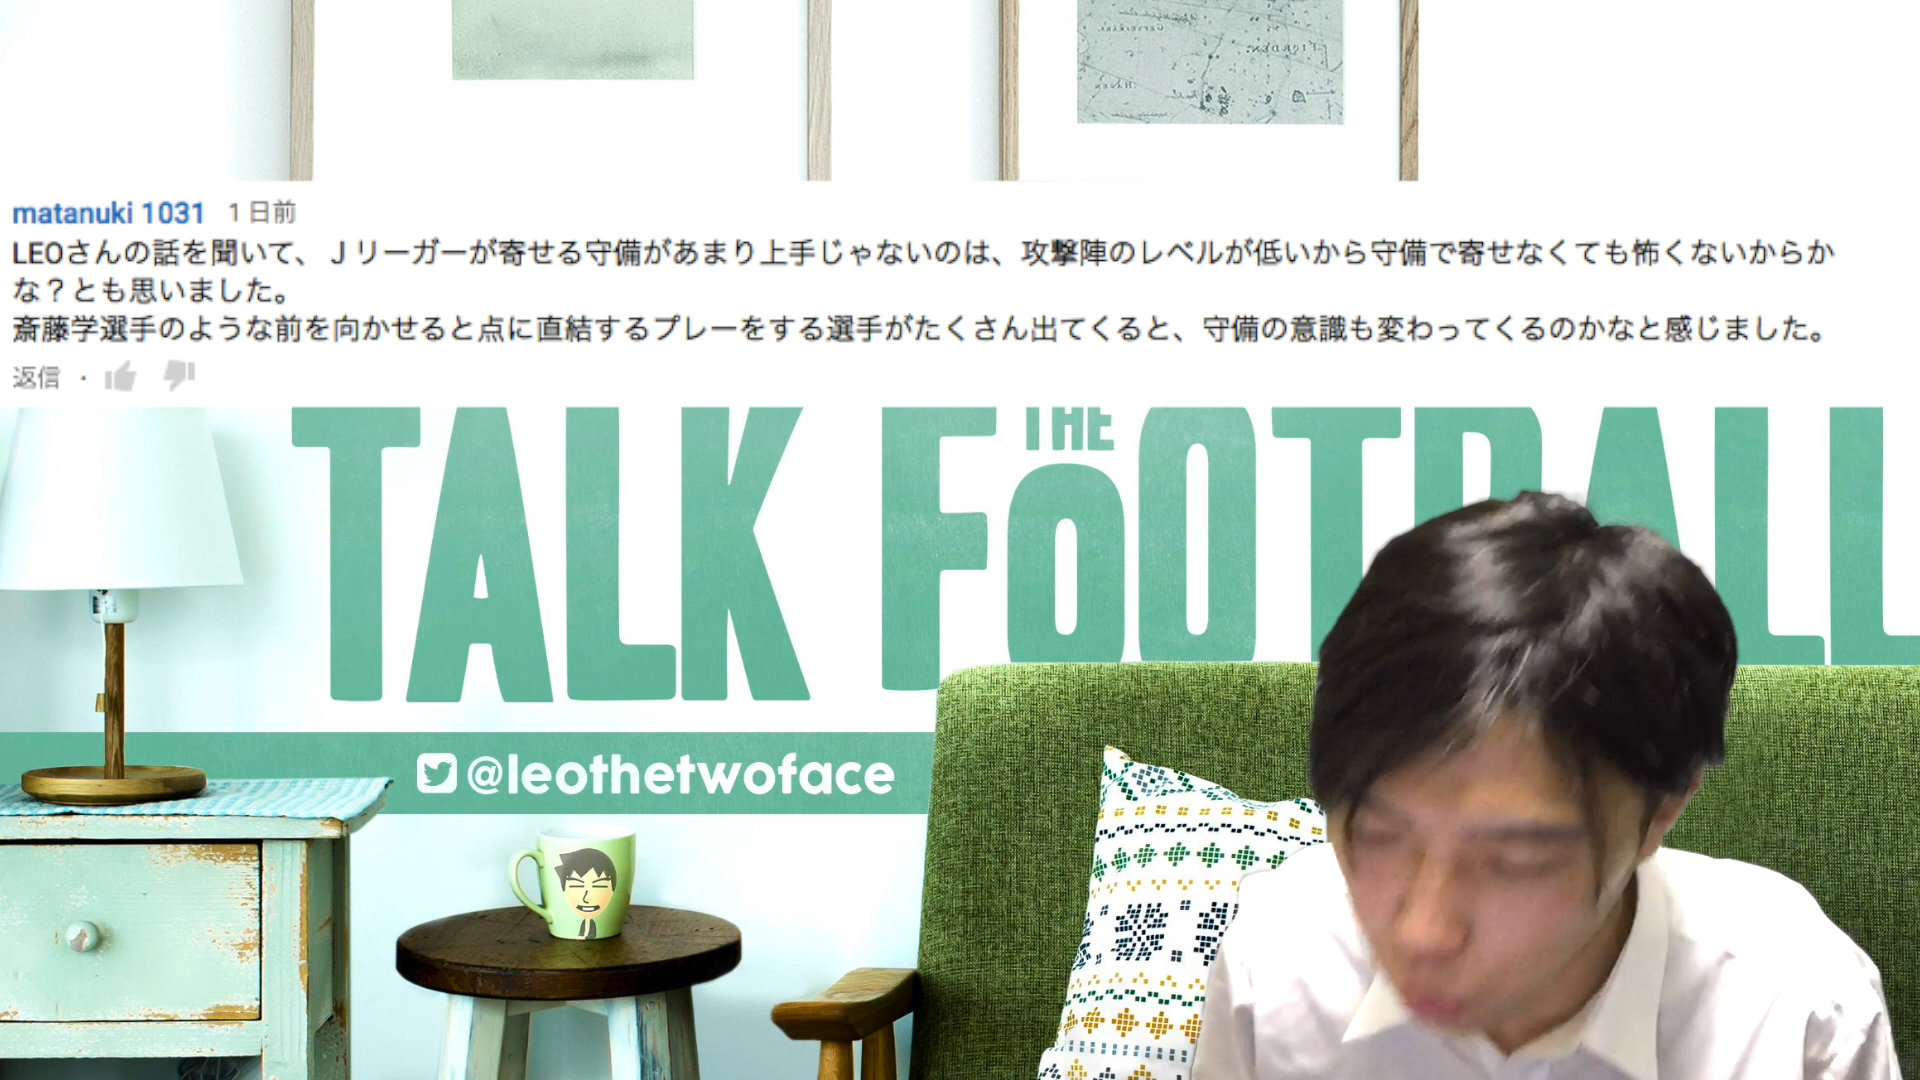 matanuki 1031 1 日前
LEOさんの話を聞いて、Ｊリーガーが寄せる守備があまり上手じゃないのは、攻撃陣のレベルが低いから守備で寄せなくても怖くないからか
な？とも思いました。
斎藤学選手のような前を向かせると点に直結するプレーをする選手がたくさん出てくると、守備の意識も変わってくるのかなと感じました。
返信 ·
TALK THE FOOTBALL
@leothetwoface